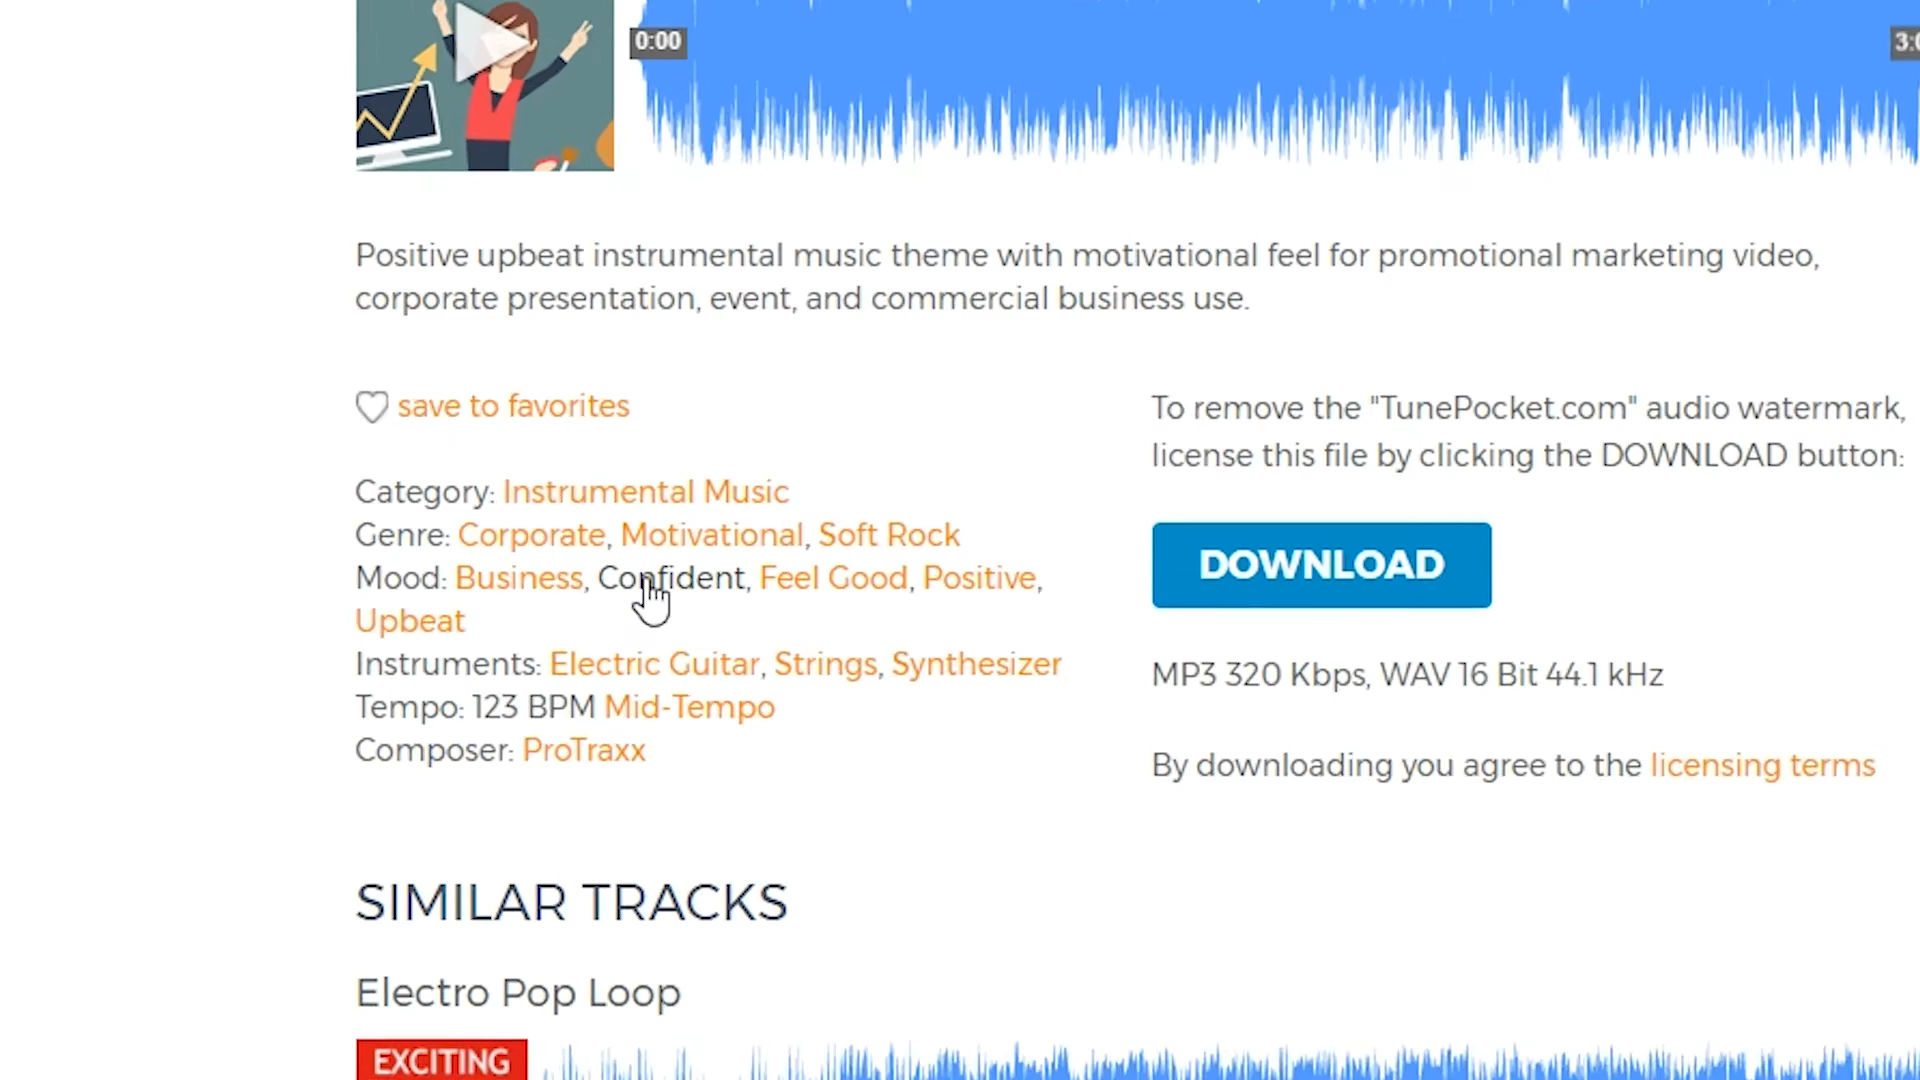 0:00
Positive upbeat instrumental music theme with motivational feel for promotional marketing video,
corporate presentation, event, and commercial business use.
save to favorites
Category: Instrumental Music
Genre: Corporate, Motivational, Soft Rock
Mood: Business, Confident, Feel Good, Positive,
Upbeat
Instruments: Electric Guitar, Strings, Synthesizer
Tempo: 123 BPM Mid-Tempo
Composer: ProTraxx
To remove the "TunePocket.com" audio watermark,
license this file by clicking the DOWNLOAD button:
DOWNLOAD
MP3 320 Kbps, WAV 16 Bit 44.1 kHz
By downloading you agree to the licensing terms
SIMILAR TRACKS
Electro Pop Loop
EXCITING